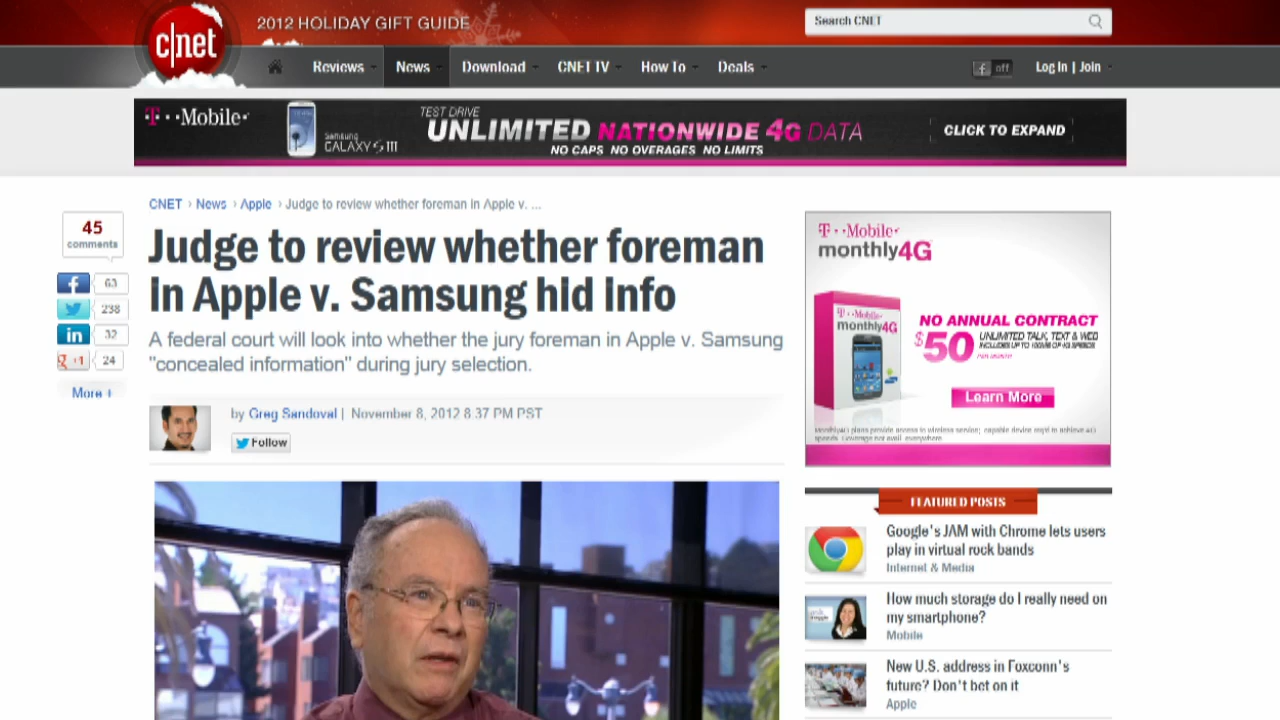 c|net
2012 HOLIDAY GIFT GUIDE
Search CNET
Reviews
News
Download
CNET TV
How To
Deals
off
Log In | Join
T··Mobile·
Samsung
GALAXY S III
TEST DRIVE
UNLIMITED NATIONWIDE 4G DATA
NO CAPS NO OVERAGES NO LIMITS
CLICK TO EXPAND
CNET › News › Apple › Judge to review whether foreman in Apple v. ...
45
comments
Judge to review whether foreman
in Apple v. Samsung hid info
63
238
in 32
+1 24
More +
A federal court will look into whether the jury foreman in Apple v. Samsung
"concealed information" during jury selection.
by Greg Sandoval | November 8, 2012 8:37 PM PST
Follow
T··Mobile·
monthly4G
T··Mobile·
monthly4G
NO ANNUAL CONTRACT
$50 UNLIMITED TALK, TEXT & WEB
PER MONTH
Learn More
FEATURED POSTS
Google's JAM with Chrome lets users
play in virtual rock bands
Internet & Media
How much storage do I really need on
my smartphone?
Mobile
New U.S. address in Foxconn's
future? Don't bet on it
Apple